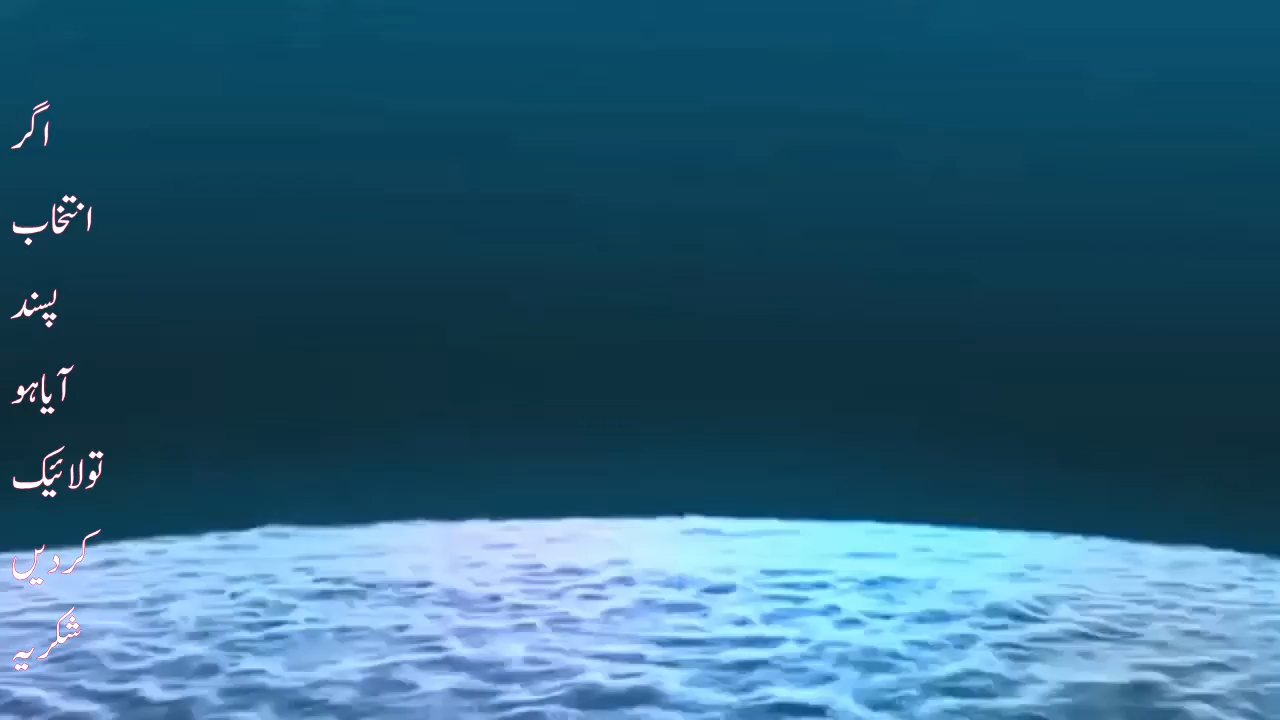 اگر
انتخاب
پسند
آیاہو
تولائیک
کردیں
شکریہ